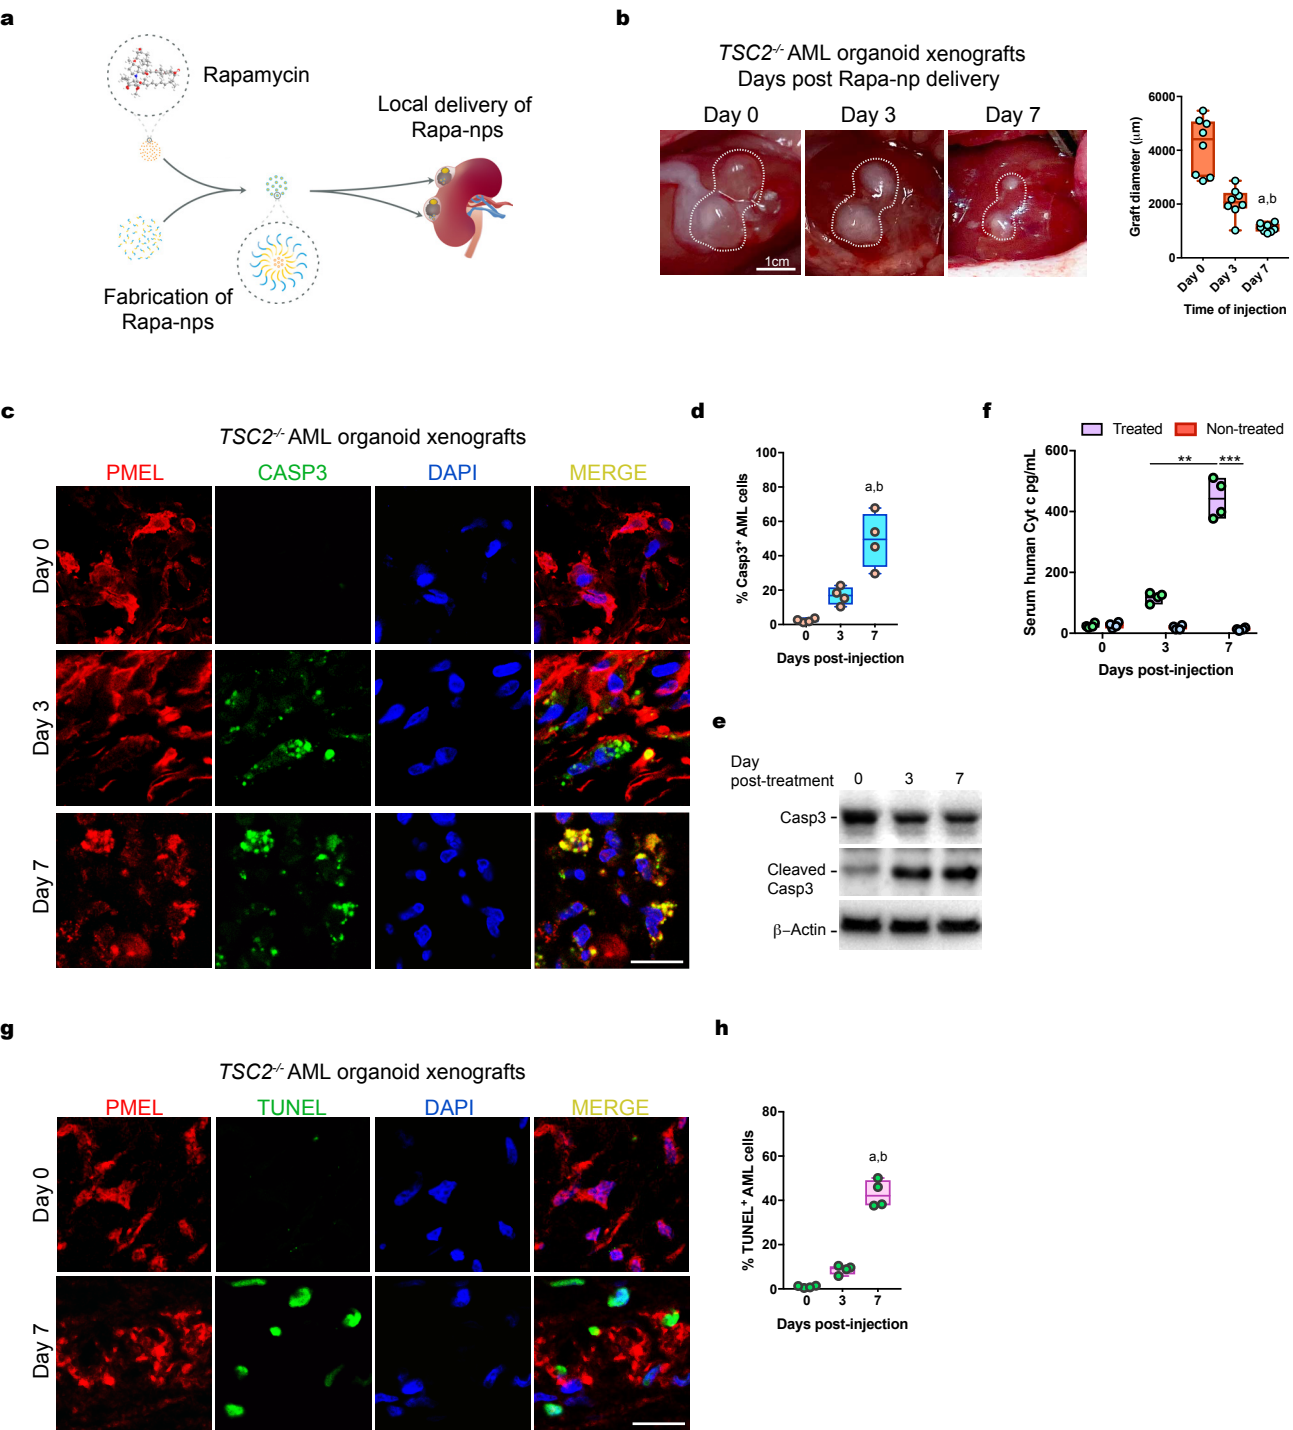 a
Rapamycin
Local delivery of
Rapa-nps
Fabrication of
Rapa-nps
b
TSC2-/- AML organoid xenografts
Days post Rapa-np delivery
Day 0
Day 3
Day 7
1cm
Graft diameter (μm)
6000
4000
2000
0
a,b
Day 0
Day 3
Day 7
Time of injection
c
TSC2-/- AML organoid xenografts
PMEL
CASP3
DAPI
MERGE
Day 0
Day 3
Day 7
d
% Casp3+ AML cells
100
80
60
40
20
0
a,b
0
3
7
Days post-injection
f
Treated
Non-treated
Serum human Cyt c pg/mL
600
400
200
0
**
***
0
3
7
Days post-injection
e
Day
post-treatment
0
3
7
Casp3 -
Cleaved -
Casp3
β–Actin -
g
TSC2-/- AML organoid xenografts
PMEL
TUNEL
DAPI
MERGE
Day 0
Day 7
h
% TUNEL+ AML cells
80
60
40
20
0
a,b
0
3
7
Days post-injection